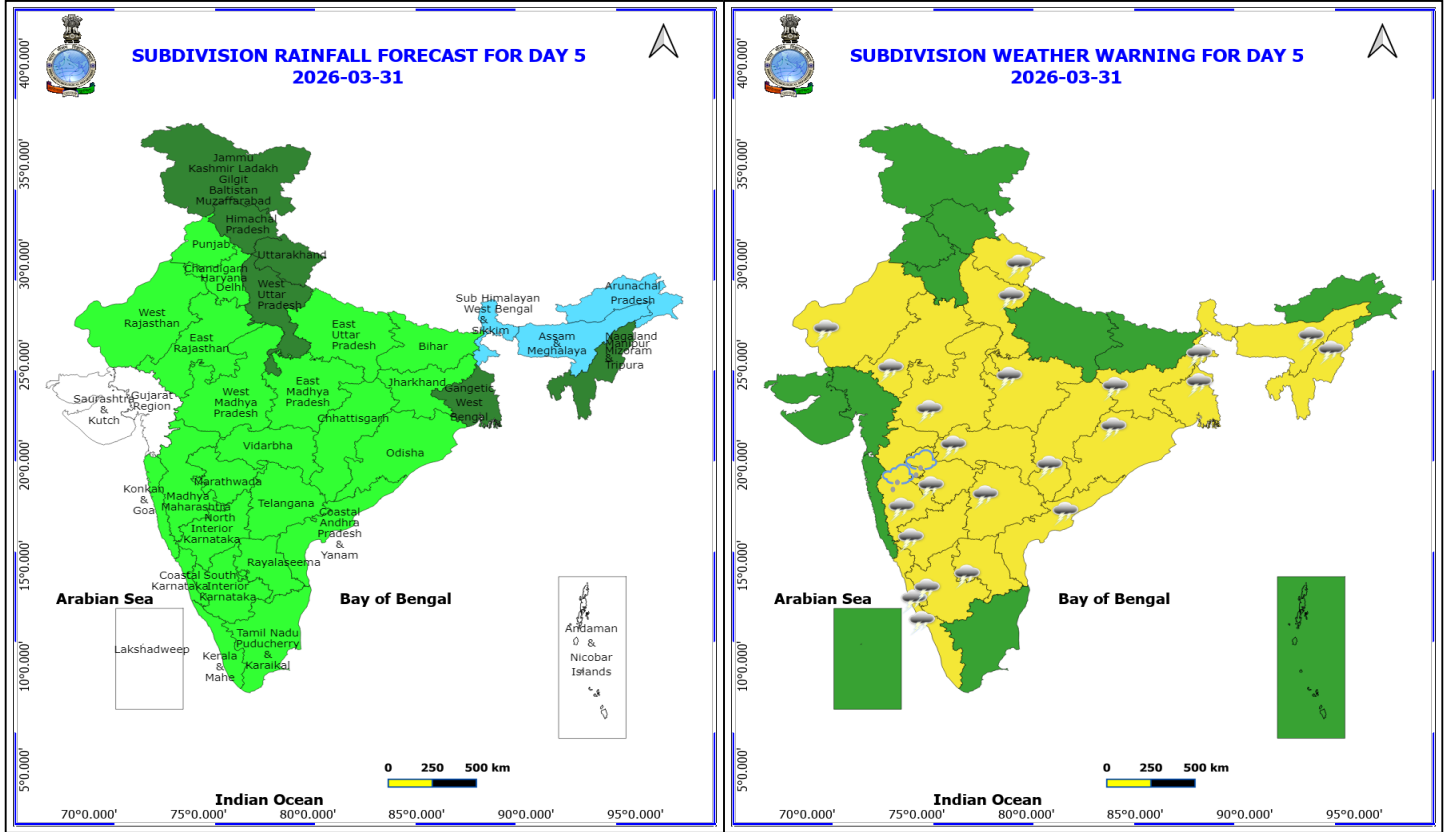 SUBDIVISION RAINFALL FORECAST FOR DAY 5
2026-03-31
40°0.000'
35°0.000'
30°0.000'
25°0.000'
20°0.000'
15°0.000'
10°0.000'
5°0.000'
Jammu
Kashmir Ladakh
Gilgit
Baltistan
Muzaffarabad
Himachal
Pradesh
Punjab
Uttarakhand
Chandigarh
Haryana
Delhi
West
Uttar
Pradesh
West
Rajasthan
East
Rajasthan
East
Uttar
Pradesh
Bihar
Sub Himalayan
West Bengal
&
Sikkim
Arunachal
Pradesh
Assam
&
Meghalaya
Nagaland
Manipur
Mizoram
&
Tripura
Saurashtra
&
Kutch
Gujarat
Region
West
Madhya
Pradesh
East
Madhya
Pradesh
Jharkhand
Gangetic
West
Bengal
Chhattisgarh
Vidarbha
Odisha
Konkan
&
Goa
Marathwada
Madhya
Maharashtra
North
Interior
Karnataka
Telangana
Coastal
Andhra
Pradesh
&
Yanam
Rayalaseema
Coastal
Karnataka
South
Interior
Karnataka
Arabian Sea
Bay of Bengal
Lakshadweep
Kerala
&
Mahe
Tamil Nadu
Puducherry
&
Karaikal
Andaman
&
Nicobar
Islands
0 250 500 km
Indian Ocean
70°0.000' 75°0.000' 80°0.000' 85°0.000' 90°0.000' 95°0.000'
SUBDIVISION WEATHER WARNING FOR DAY 5
2026-03-31
40°0.000'
35°0.000'
30°0.000'
25°0.000'
20°0.000'
15°0.000'
10°0.000'
5°0.000'
Arabian Sea
Bay of Bengal
0 250 500 km
Indian Ocean
70°0.000' 75°0.000' 80°0.000' 85°0.000' 90°0.000' 95°0.000'